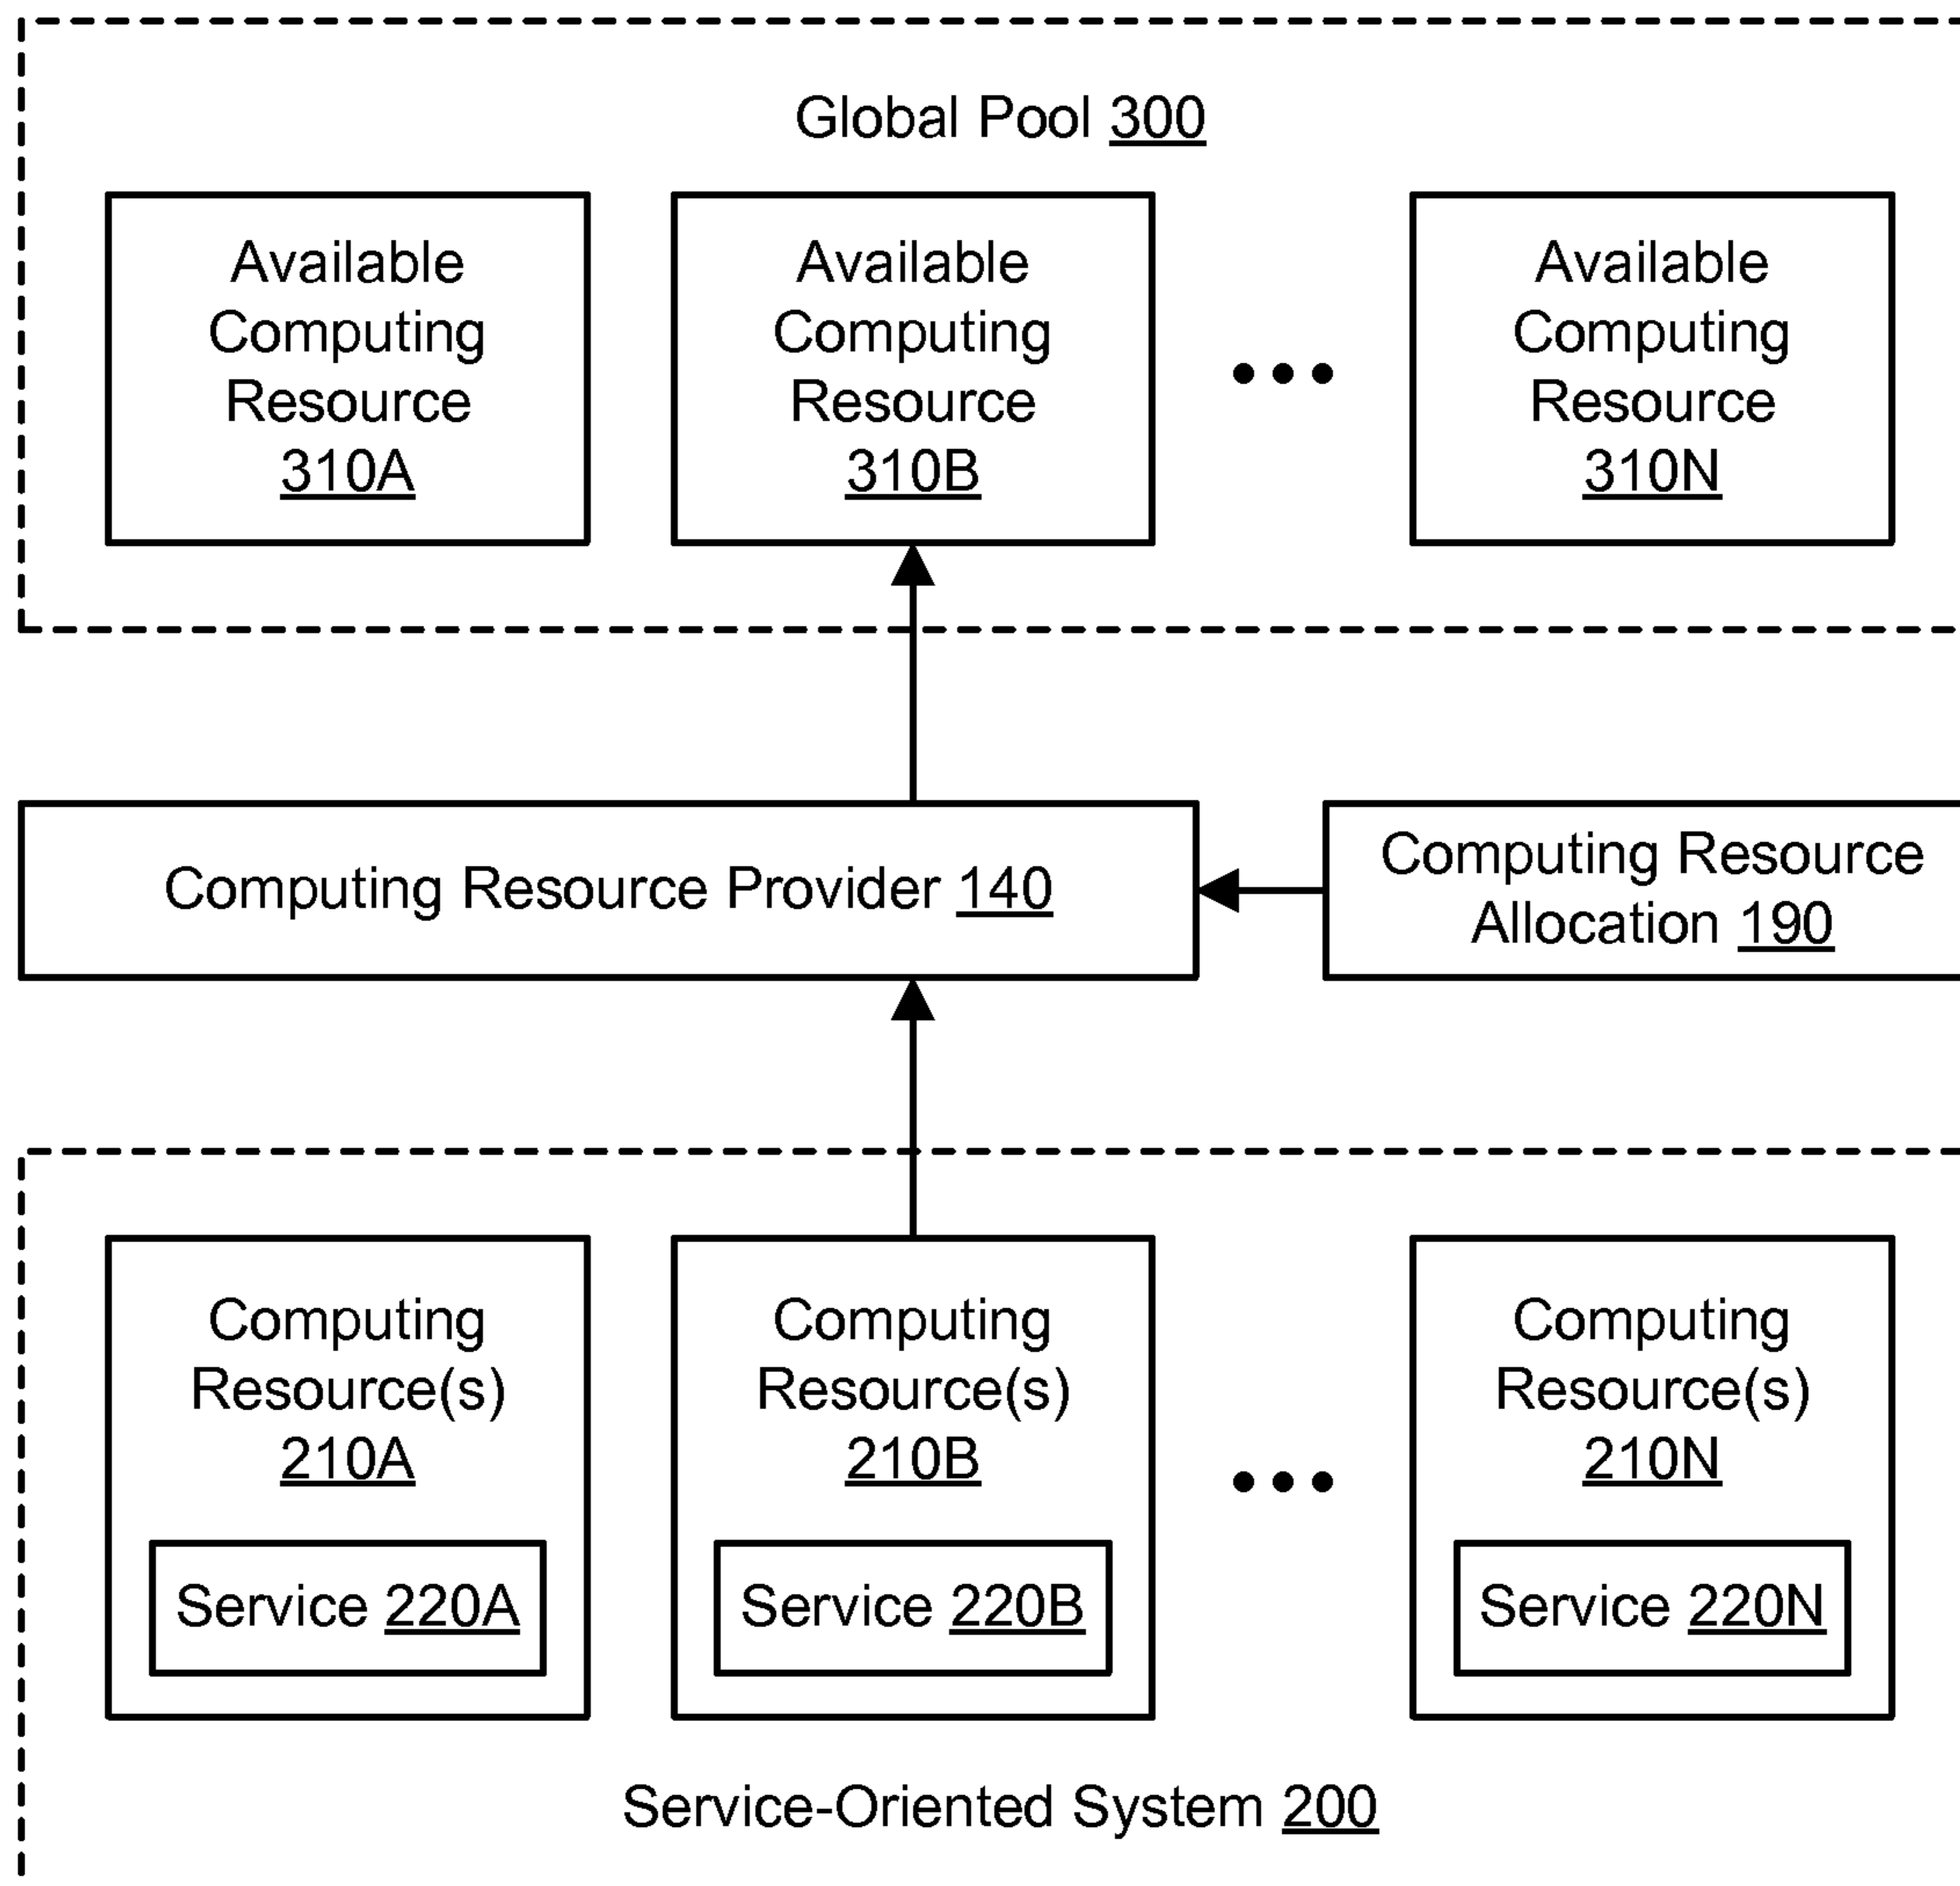 Global Pool 300
Available
Computing
Resource
310A
Available
Computing
Resource
310B
Available
Computing
Resource
310N
Computing Resource Provider 140
Computing Resource
Allocation 190
Computing
Resource(s)
210A
Service 220A
Computing
Resource(s)
210B
Service 220B
Computing
Resource(s)
210N
Service 220N
Service-Oriented System 200